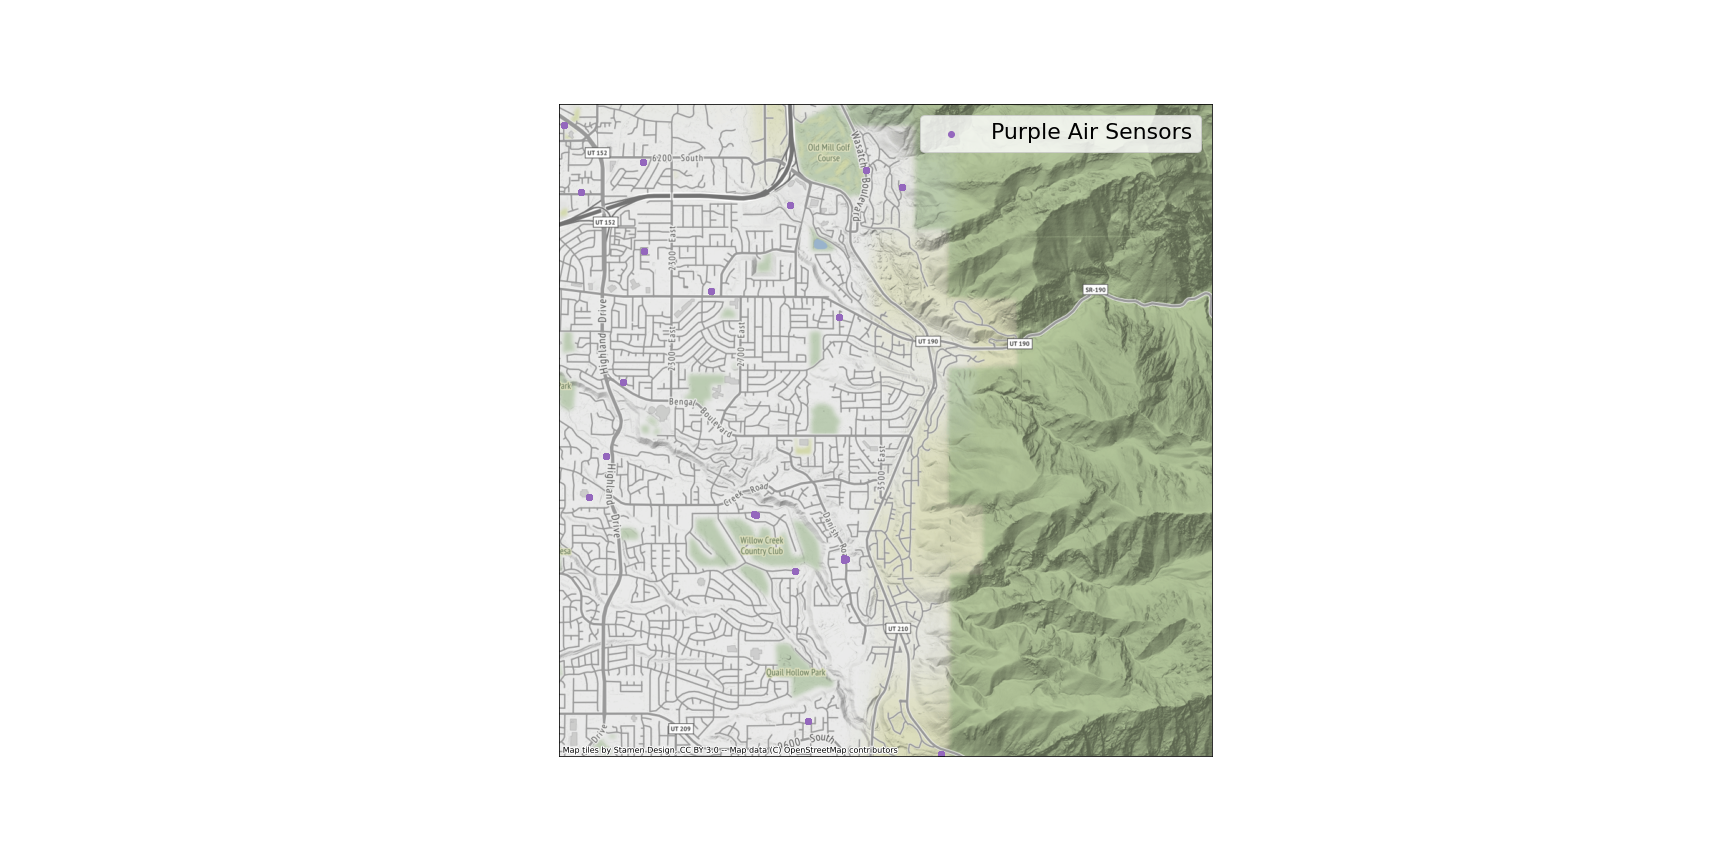 Purple Air Sensors
UT 152
6200 South
Old Mill Golf
Course
Wasatch Boulevard
UT 152
2300 East
SR-190
Highland Drive
2300 East
2700 East
UT 190
UT 190
Park
Bengal Boulevard
3500 East
Highland Drive
Creek Road
Danish Road
Willow Creek
Country Club
esa
UT 210
Quail Hollow Park
UT 209
Drive
9600 South
Map tiles by Stamen Design, CC BY 3.0 -- Map data (C) OpenStreetMap contributors